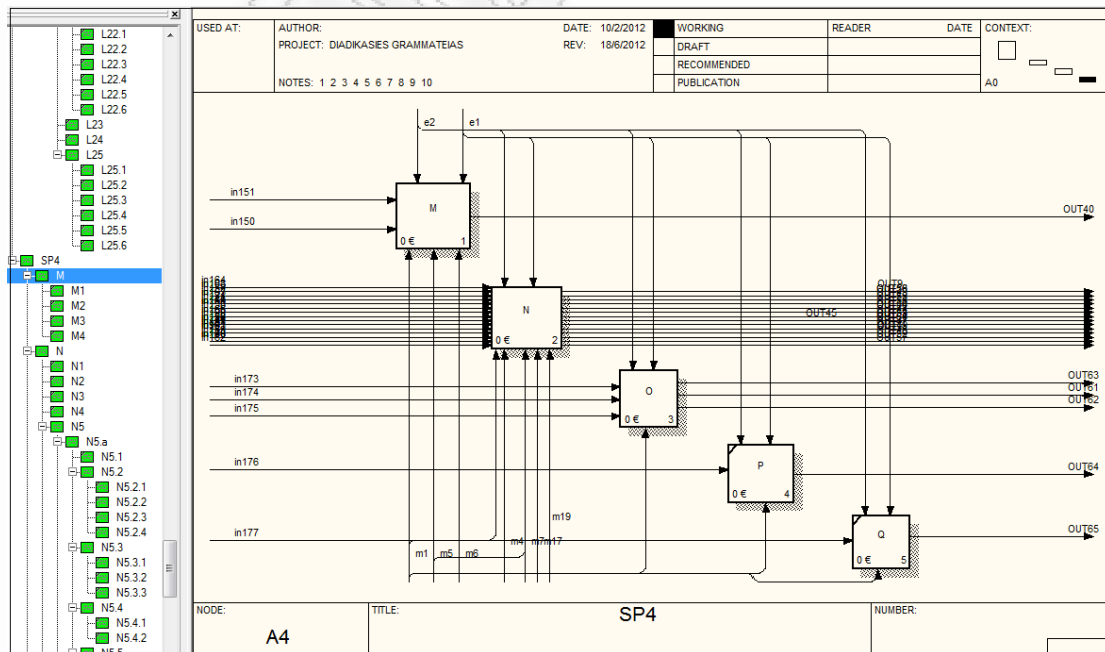 L22.1
L22.2
L22.3
L22.4
L22.5
L22.6
L23
L24
L25
L25.1
L25.2
L25.3
L25.4
L25.5
L25.6
SP4
M
M1
M2
M3
M4
N
N1
N2
N3
N4
N5
N5.a
N5.1
N5.2
N5.2.1
N5.2.2
N5.2.3
N5.2.4
N5.3
N5.3.1
N5.3.2
N5.3.3
N5.4
N5.4.1
N5.4.2
USED AT:
AUTHOR:
DATE: 10/2/2012
PROJECT: DIADIKASIES GRAMMATEIAS
REV: 18/6/2012
NOTES: 1 2 3 4 5 6 7 8 9 10
WORKING
DRAFT
RECOMMENDED
PUBLICATION
READER
DATE
CONTEXT:
A0
e2
e1
in151
in150
M
0 €
1
OUT40
in164
N
0 €
2
OUT45
in173
in174
in175
O
0 €
3
OUT63
OUT61
OUT62
in176
P
0 €
4
OUT64
in177
Q
0 €
5
OUT65
m19
m1
m5
m6
m4
m7
m17
NODE:
A4
TITLE:
SP4
NUMBER: